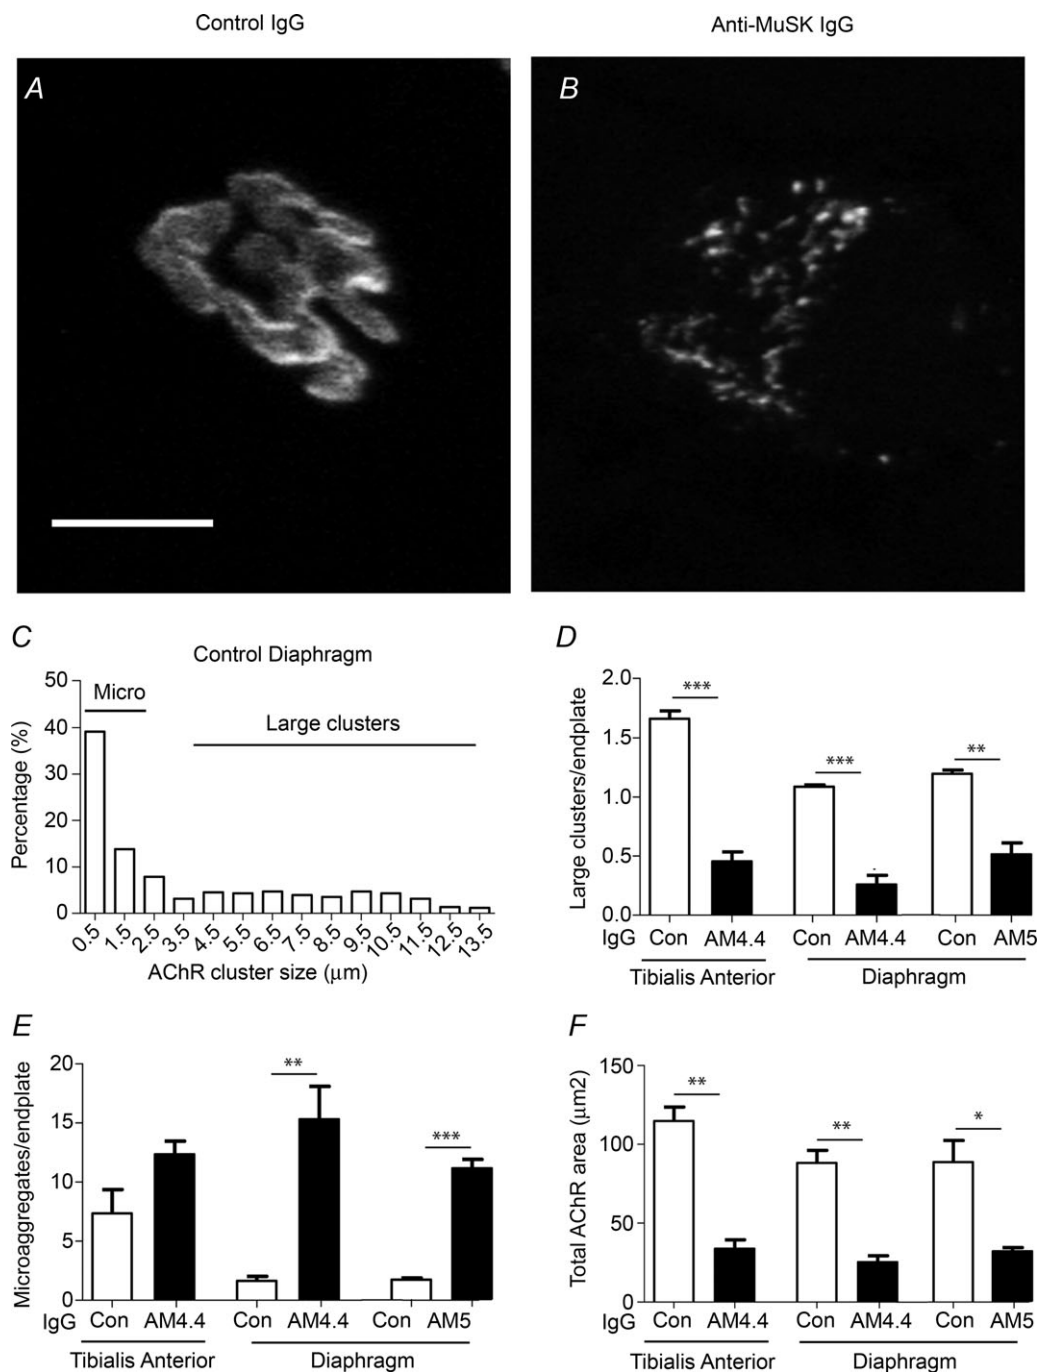 Control IgG
Anti-MuSK IgG
A
B
C
Control Diaphragm
Percentage (%)
50
40
30
20
10
0
Micro
Large clusters
0.5 1.5 2.5 3.5 4.5 5.5 6.5 7.5 8.5 9.5 10.5 11.5 12.5 13.5
AChR cluster size (μm)
D
Large clusters/endplate
2.0
1.5
1.0
0.5
0.0
***
***
**
IgG Con AM4.4 Con AM4.4 Con AM5
Tibialis Anterior Diaphragm
E
Microaggregates/endplate
20
15
10
5
0
**
***
IgG Con AM4.4 Con AM4.4 Con AM5
Tibialis Anterior Diaphragm
F
Total AChR area (μm2)
150
100
50
0
**
**
*
IgG Con AM4.4 Con AM4.4 Con AM5
Tibialis Anterior Diaphragm